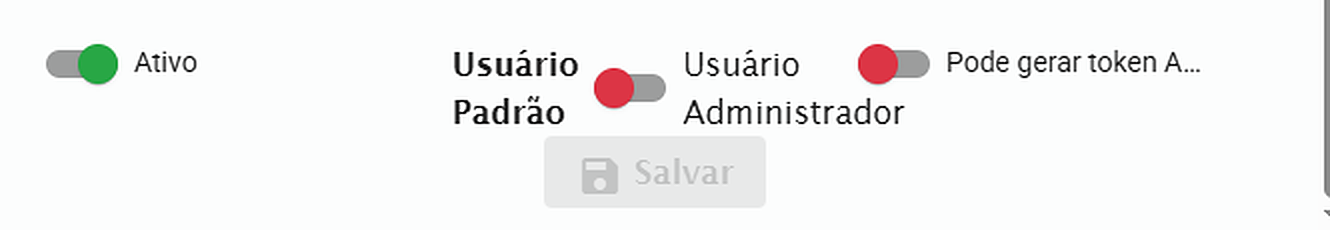 Ativo
Usuário
Padrão
Usuário
Administrador
Pode gerar token A...
Salvar